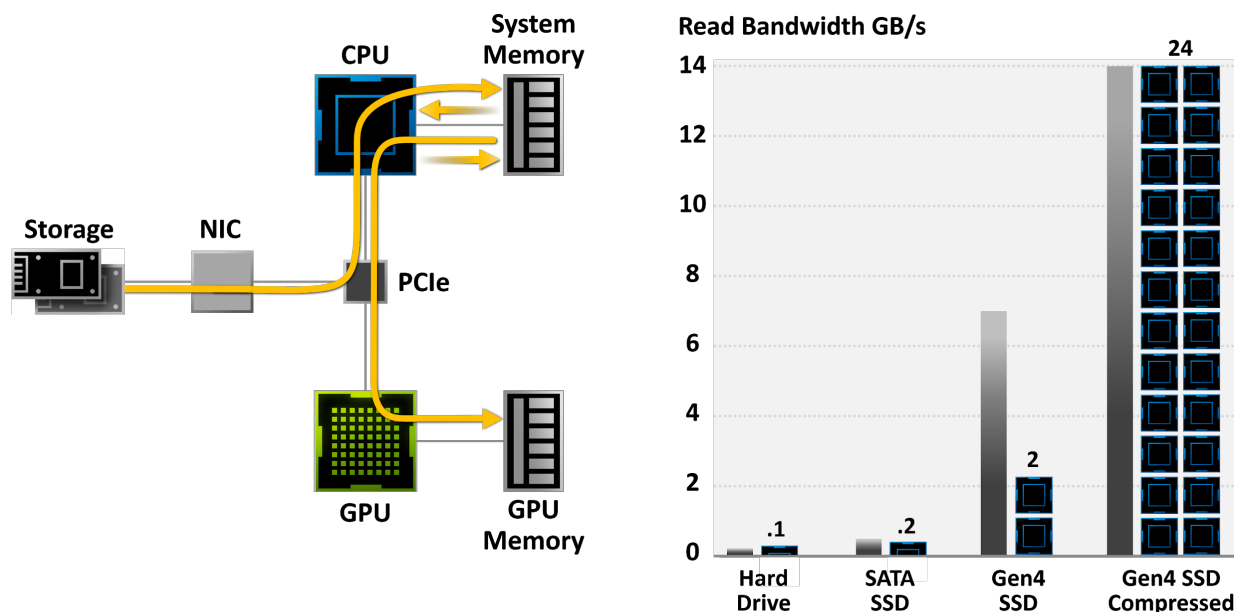 System
Memory
CPU
Storage
NIC
PCIe
GPU
GPU
Memory
Read Bandwidth GB/s
24
14
12
10
8
6
4
2
0
.1
.2
2
Hard
Drive
SATA
SSD
Gen4
SSD
Gen4 SSD
Compressed